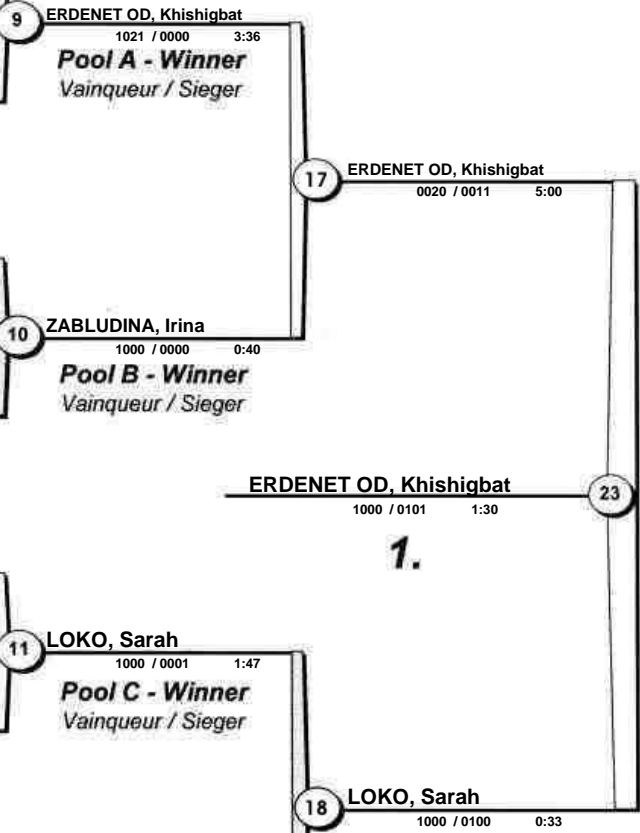 9 ERDENET OD, Khishigbat
1021 / 0000 3:36
Pool A - Winner
Vainqueur / Sieger
17 ERDENET OD, Khishigbat
0020 / 0011 5:00
10 ZABLUDINA, Irina
1000 / 0000 0:40
Pool B - Winner
Vainqueur / Sieger
ERDENET OD, Khishigbat 23
1000 / 0101 1:30
1.
11 LOKO, Sarah
1000 / 0001 1:47
Pool C - Winner
Vainqueur / Sieger
18 LOKO, Sarah
1000 / 0100 0:33